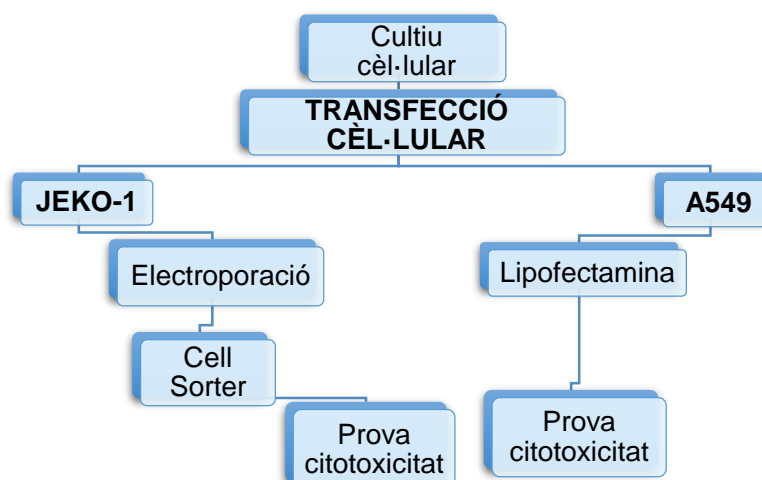 Cultiu
cèl·lular
TRANSFECCIÓ
CÈL·LULAR
JEKO-1
A549
Electroporació
Lipofectamina
Cell
Sorter
Prova
citotoxicitat
Prova
citotoxicitat